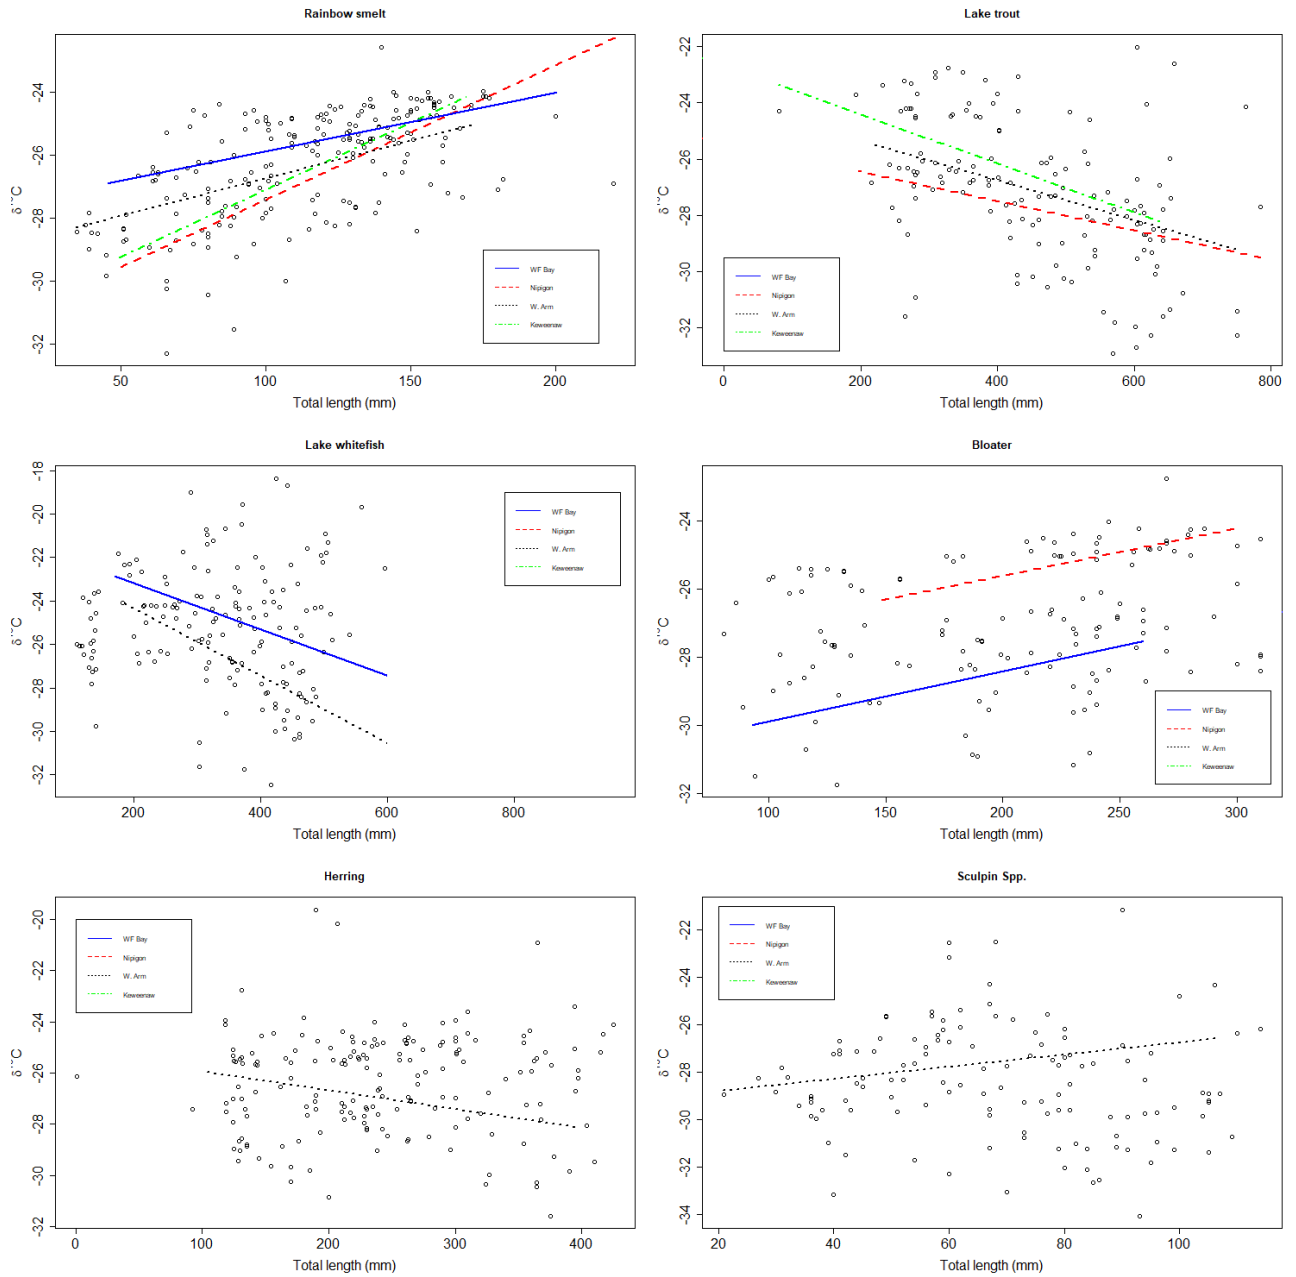 Rainbow smelt
δ¹³C
-24
-26
-28
-30
-32
WF Bay
Nipigon
W. Arm
Keweenaw
50 100 150 200
Total length (mm)
Lake trout
δ¹³C
-22
-24
-26
-28
-30
-32
WF Bay
Nipigon
W. Arm
Keweenaw
0 200 400 600 800
Total length (mm)
Lake whitefish
δ¹³C
-18
-20
-22
-24
-26
-28
-30
-32
WF Bay
Nipigon
W. Arm
Keweenaw
200 400 600 800
Total length (mm)
Bloater
δ¹³C
-24
-26
-28
-30
-32
WF Bay
Nipigon
W. Arm
Keweenaw
100 150 200 250 300
Total length (mm)
Herring
δ¹³C
-20
-22
-24
-26
-28
-30
-32
WF Bay
Nipigon
W. Arm
Keweenaw
0 100 200 300 400
Total length (mm)
Sculpin Spp.
δ¹³C
-22
-24
-26
-28
-30
-32
-34
WF Bay
Nipigon
W. Arm
Keweenaw
20 40 60 80 100
Total length (mm)